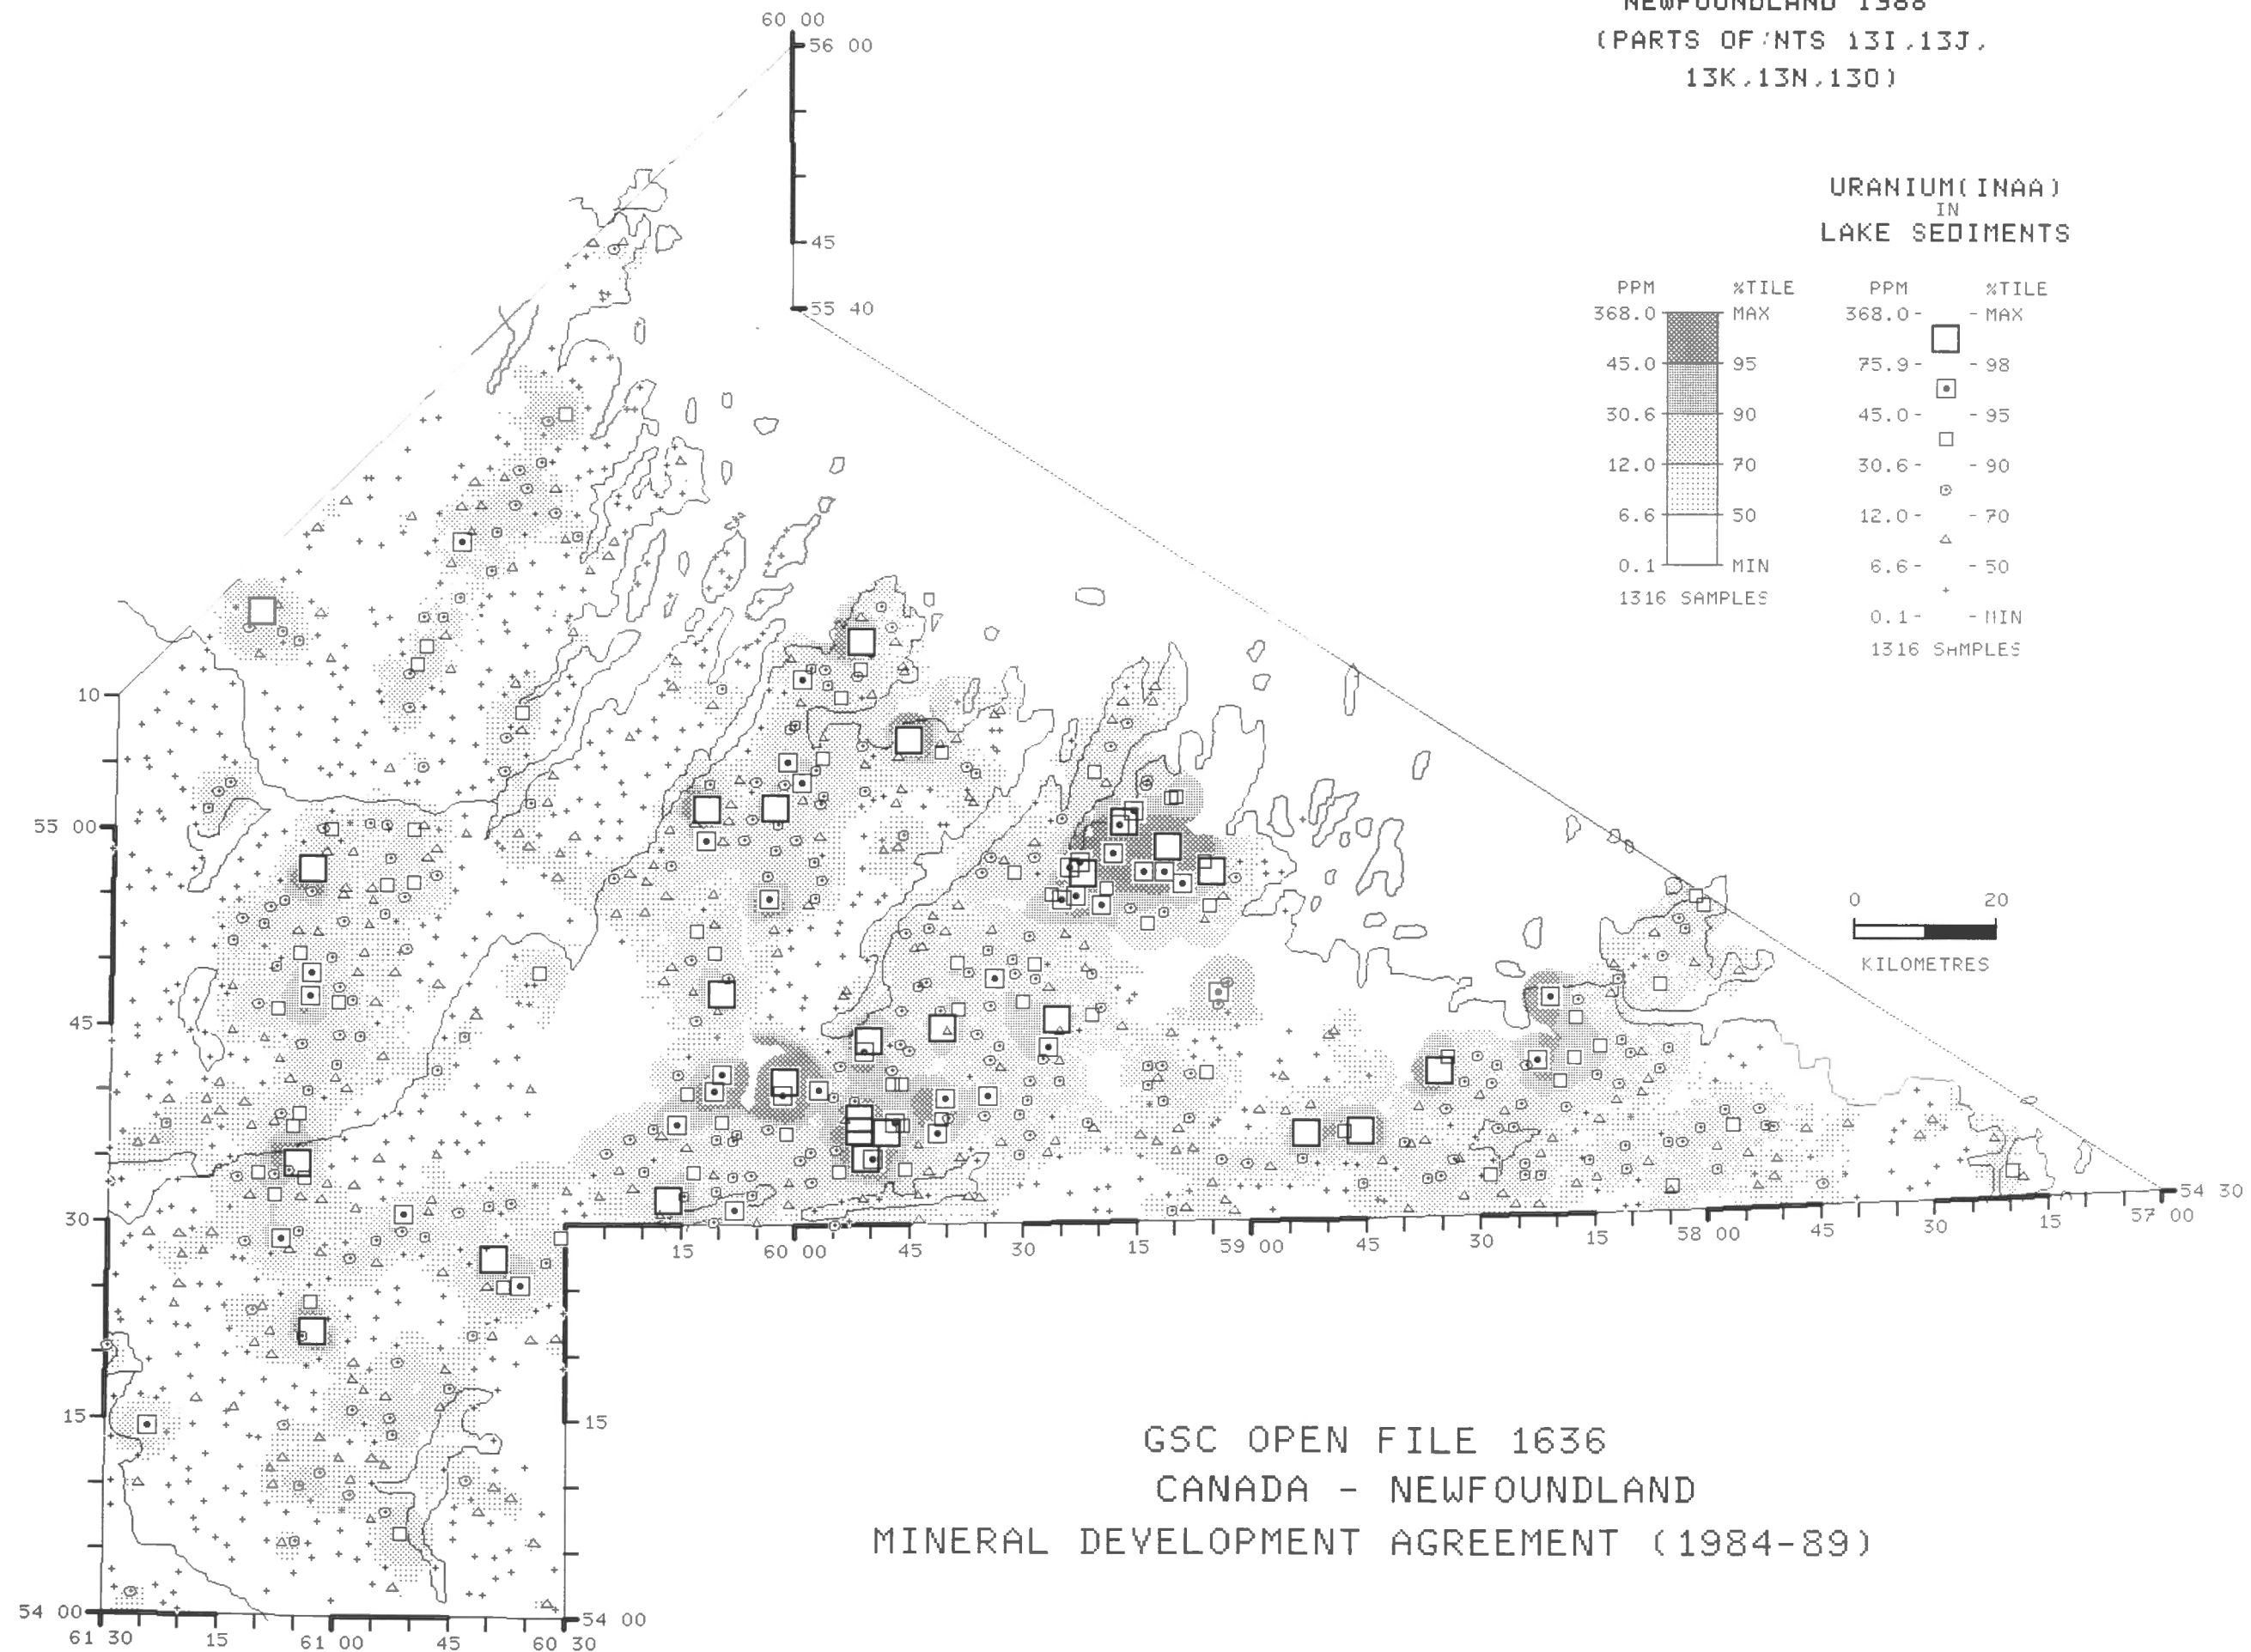 NEWFOUNDLAND 1988
(PARTS OF NTS 13I,13J,
13K,13N,13O)
60 00
56 00
45
55 40
URANIUM(INAA)
IN
LAKE SEDIMENTS
PPM %TILE
368.0 MAX
45.0 95
30.6 90
12.0 70
6.6 50
0.1 MIN
1316 SAMPLES
PPM %TILE
368.0- -MAX
75.9- -98
45.0- -95
30.6- -90
12.0- -70
6.6- -50
0.1- -MIN
1316 SAMPLES
10
55 00
45
30
15
54 00
0 20
KILOMETRES
54 30
57 00
15 60 00 45 30 15 59 00 45 30 15 58 00 45 30 15
15
54 00
61 30 15 61 00 45 60 30
GSC OPEN FILE 1636
CANADA - NEWFOUNDLAND
MINERAL DEVELOPMENT AGREEMENT (1984-89)